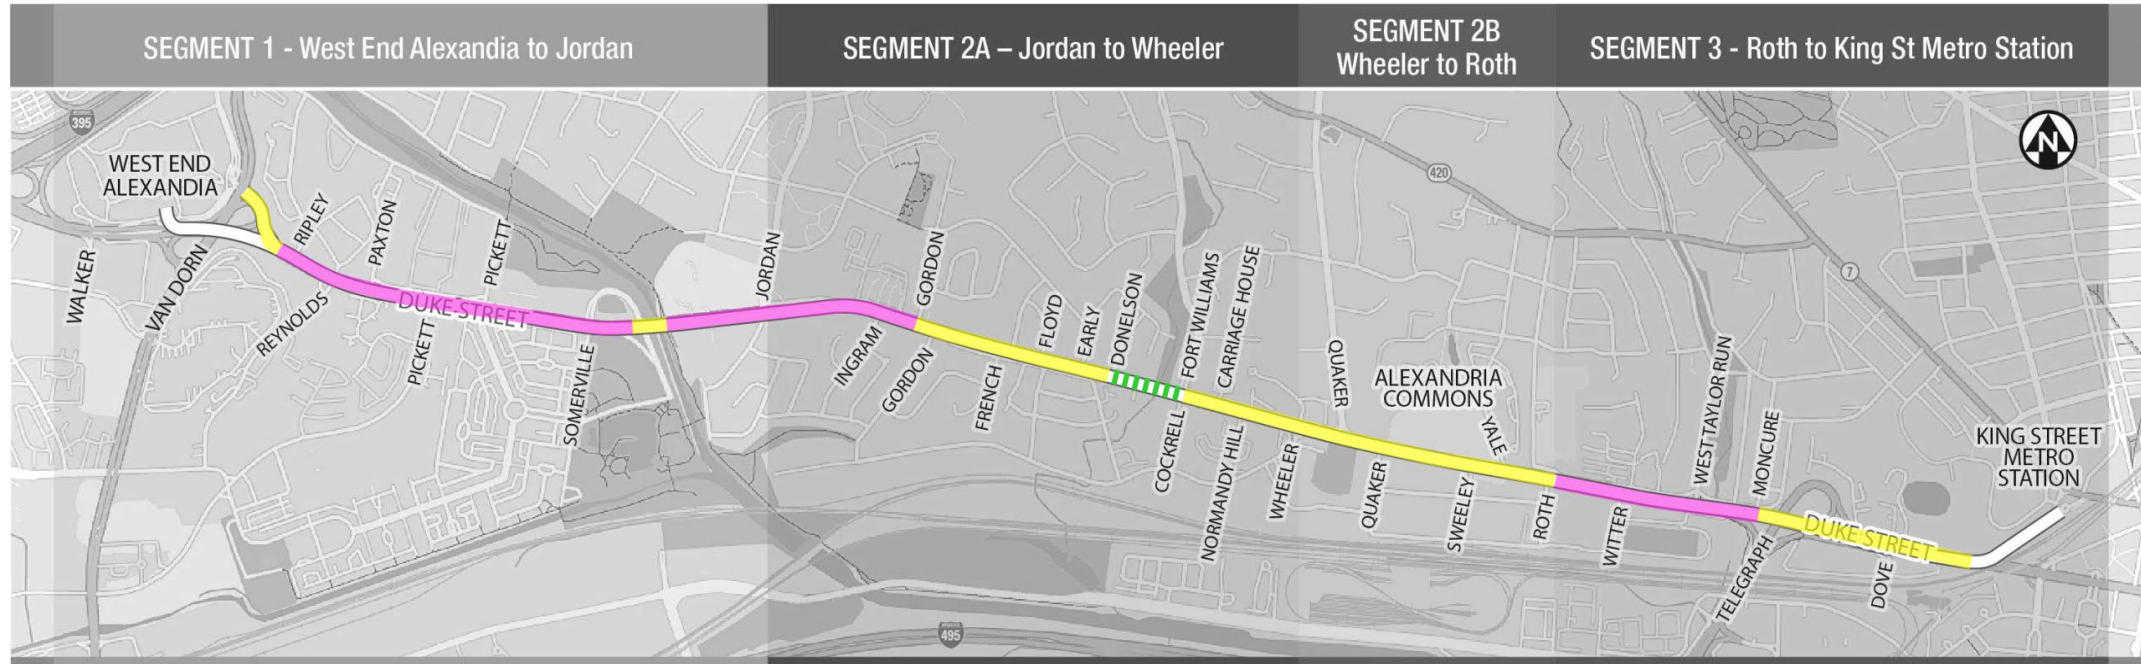 SEGMENT 1 - West End Alexandia to Jordan
SEGMENT 2A – Jordan to Wheeler
SEGMENT 2B
Wheeler to Roth
SEGMENT 3 - Roth to King St Metro Station
395
WEST END
ALEXANDIA
N
420
7
495
WALKER
VAN DORN
RIPLEY
REYNOLDS
PAXTON
PICKETT
PICKETT
DUKE STREET
SOMERVILLE
JORDAN
INGRAM
GORDON
GORDON
FRENCH
FLOYD
EARLY
DONELSON
COCKRELL
FORT WILLIAMS
CARRIAGE HOUSE
NORMANDY HILL
WHEELER
QUAKER
QUAKER
ALEXANDRIA
COMMONS
SWEELEY
YALE
ROTH
WITTER
WEST TAYLOR RUN
MONCURE
TELEGRAPH
DUKE STREET
DOVE
KING STREET
METRO
STATION